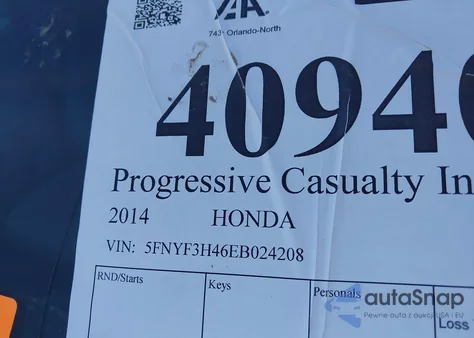 IAA.
743- Orlando-North
4094
Progressive Casualty In
2014 HONDA
VIN: 5FNYF3H46EB024208
RND/Starts Keys Personals
Loss
autaSnap
Pewne auta z aukcji USA i EU